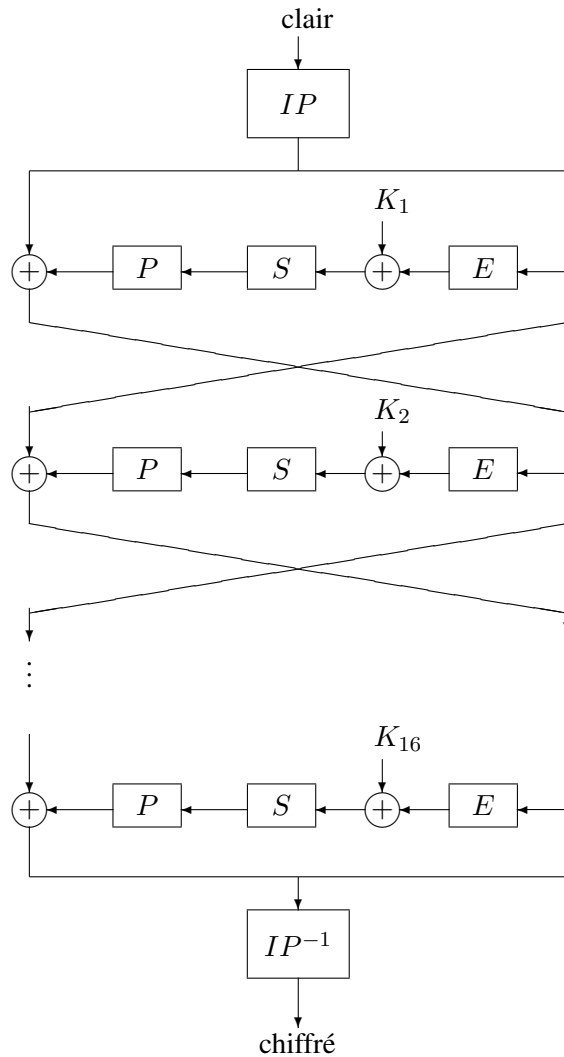 clair
IP
K₁
+ P S + E
K₂
+ P S + E
⋮
K₁₆
+ P S + E
IP⁻¹
chiffré